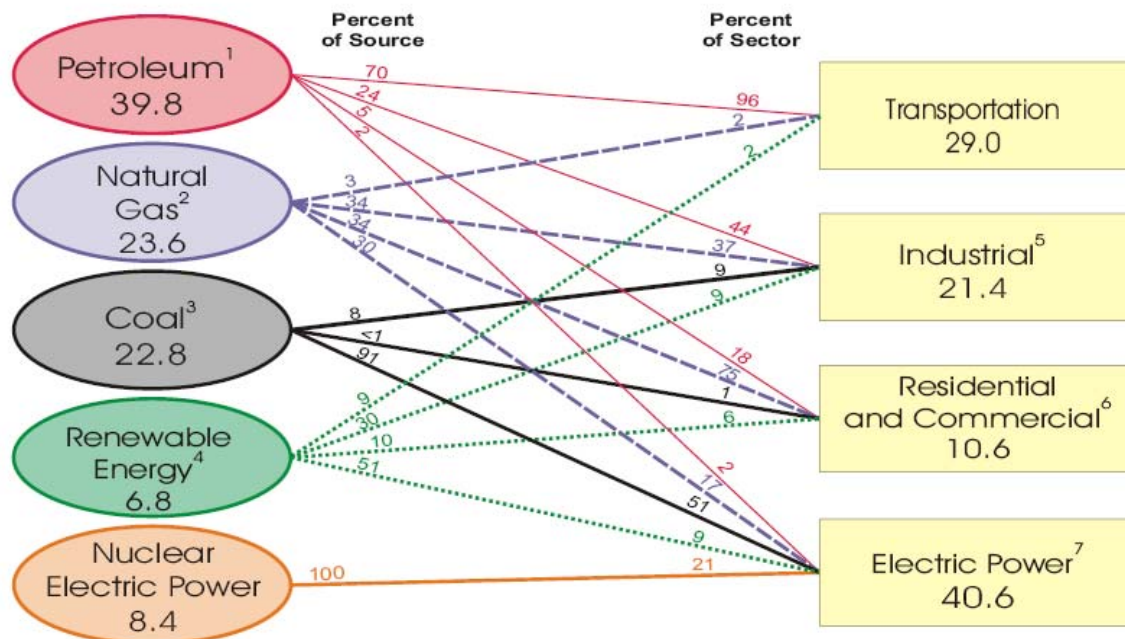 Percent
of Source
Percent
of Sector
Petroleum¹
39.8
Natural
Gas²
23.6
Coal³
22.8
Renewable
Energy⁴
6.8
Nuclear
Electric Power
8.4
70
24
5
2
3
34
34
30
8
<1
91
9
30
10
51
100
96
2
2
44
37
9
9
18
75
1
6
2
17
51
9
21
Transportation
29.0
Industrial⁵
21.4
Residential
and Commercial⁶
10.6
Electric Power⁷
40.6